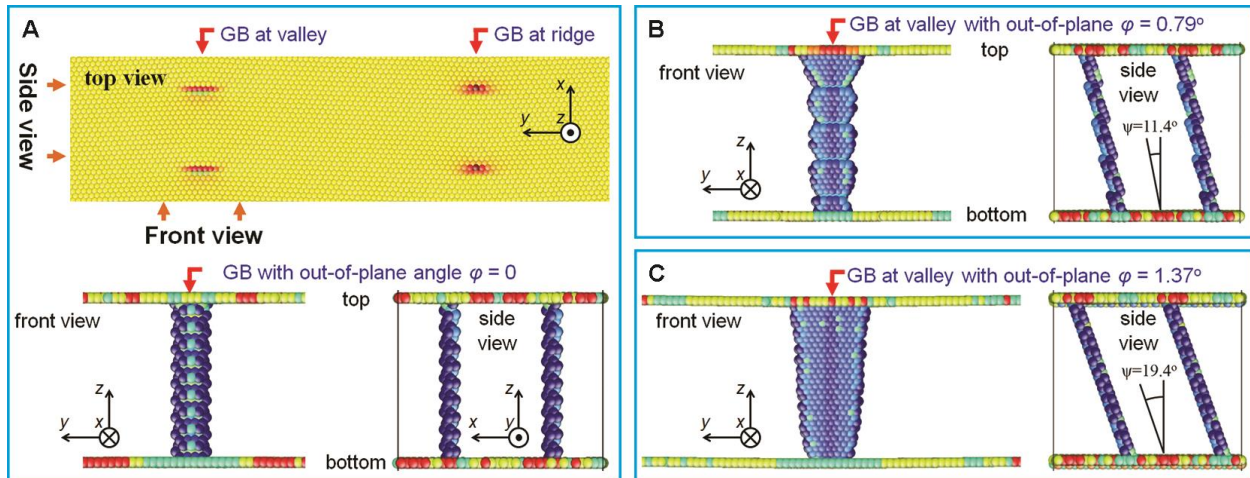 A
GB at valley
GB at ridge
Side view
top view
x
y
z
Front view
GB with out-of-plane angle φ = 0
top
front view
side
view
z
y
x
z
x
y
bottom
B
GB at valley with out-of-plane φ = 0.79°
top
front view
side
view
ψ=11.4°
z
y
x
bottom
C
GB at valley with out-of-plane φ = 1.37°
top
front view
side
view
ψ=19.4°
z
y
x
bottom